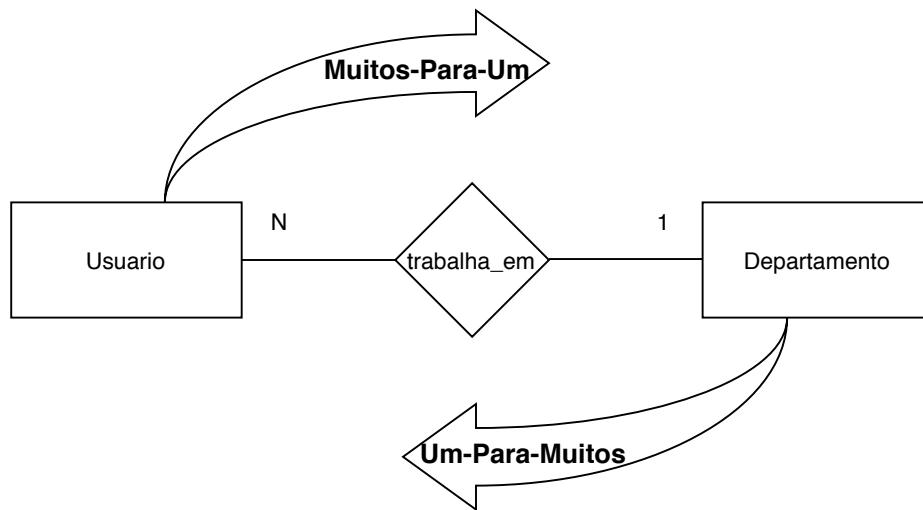 Muitos-Para-Um
N
1
Usuario
trabalha_em
Departamento
Um-Para-Muitos